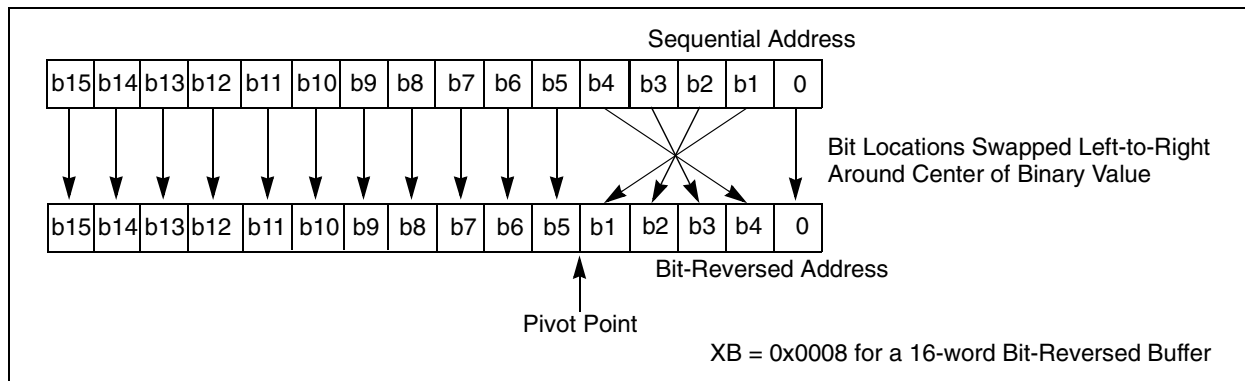 Sequential Address
b15 b14 b13 b12 b11 b10 b9 b8 b7 b6 b5 b4 b3 b2 b1 0
Bit Locations Swapped Left-to-Right
Around Center of Binary Value
b15 b14 b13 b12 b11 b10 b9 b8 b7 b6 b5 b1 b2 b3 b4 0
Bit-Reversed Address
Pivot Point
XB = 0x0008 for a 16-word Bit-Reversed Buffer